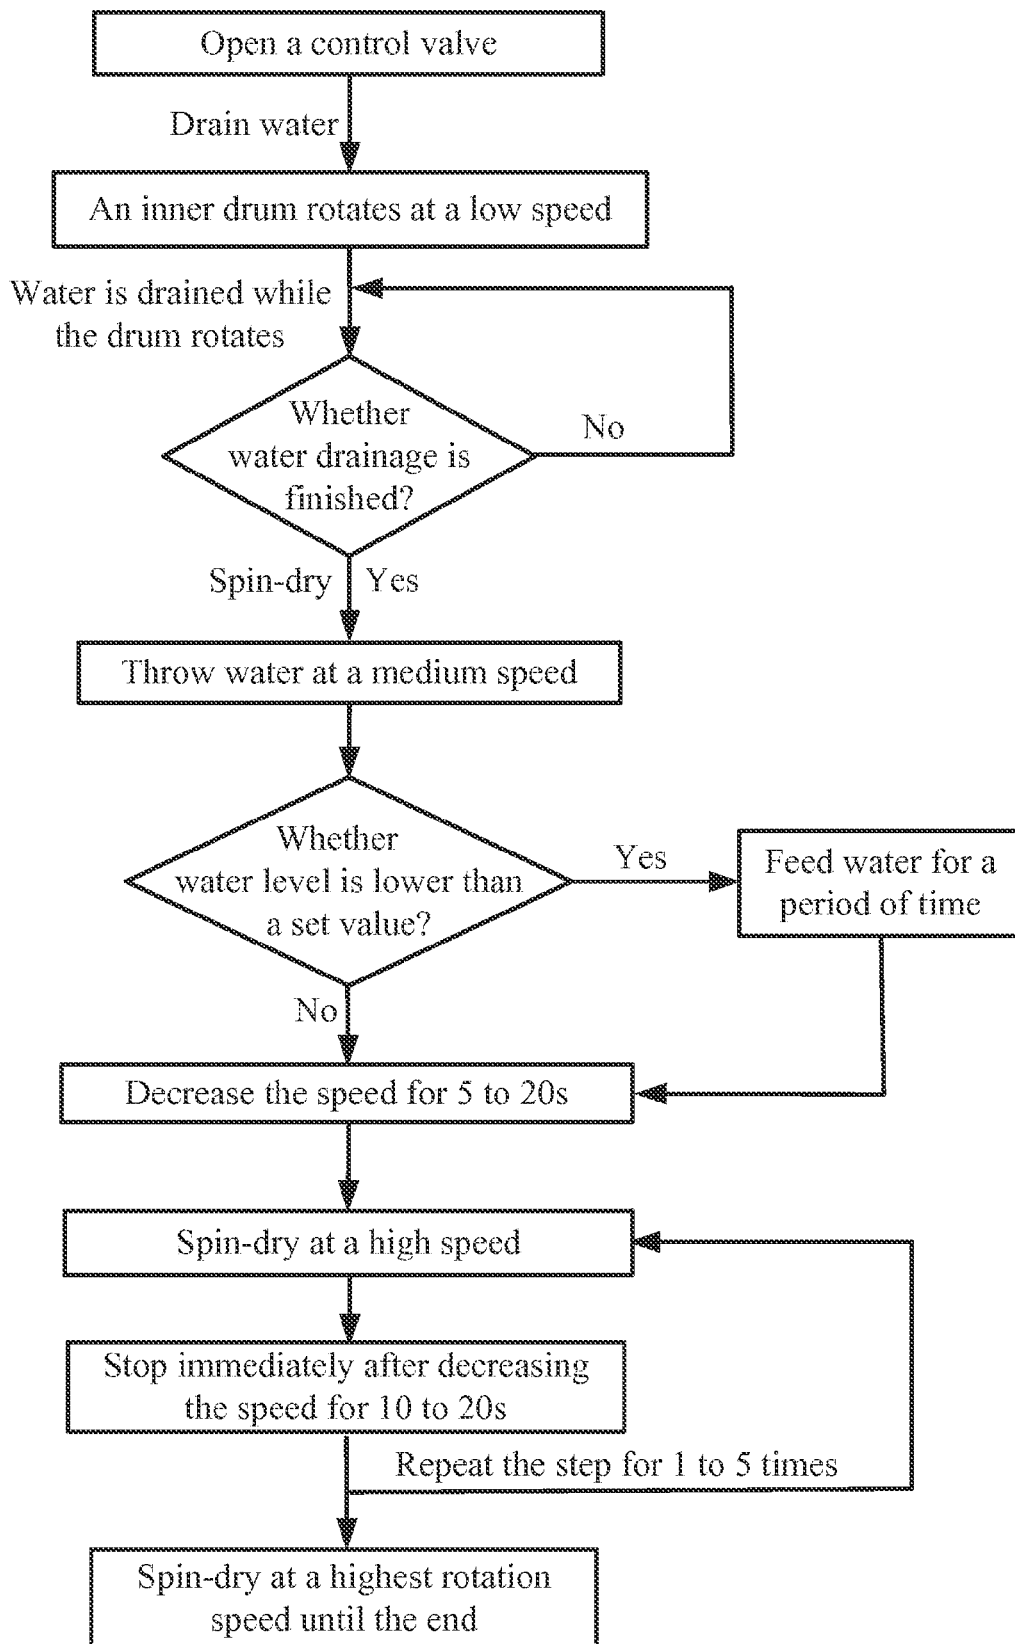 Open a control valve
Drain water
An inner drum rotates at a low speed
Water is drained while
the drum rotates
Whether
water drainage is
finished?
No
Spin-dry
Yes
Throw water at a medium speed
Whether
water level is lower than
a set value?
Yes
Feed water for a
period of time
No
Decrease the speed for 5 to 20s
Spin-dry at a high speed
Stop immediately after decreasing
the speed for 10 to 20s
Repeat the step for 1 to 5 times
Spin-dry at a highest rotation
speed until the end